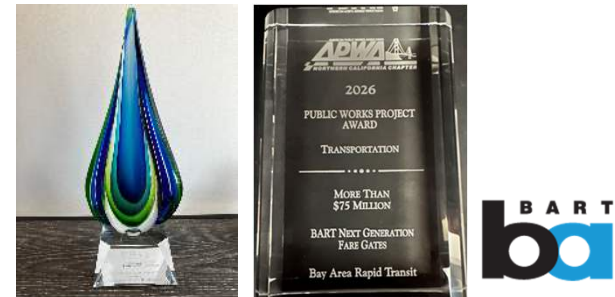 APWA
NORTHERN CALIFORNIA CHAPTER
2026
PUBLIC WORKS PROJECT
AWARD
TRANSPORTATION
MORE THAN
$75 MILLION
BART NEXT GENERATION
FARE GATES
Bay Area Rapid Transit
BART
ba